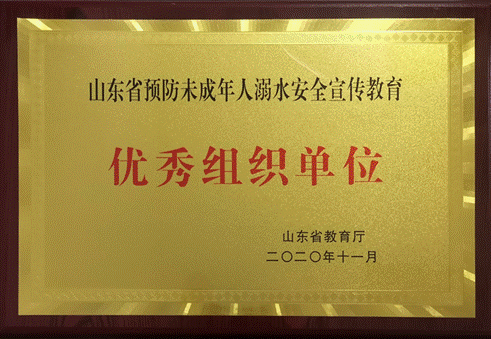 山东省预防未成年人溺水安全宣传教育
优秀组织单位
山东省教育厅
二〇二〇年十一月